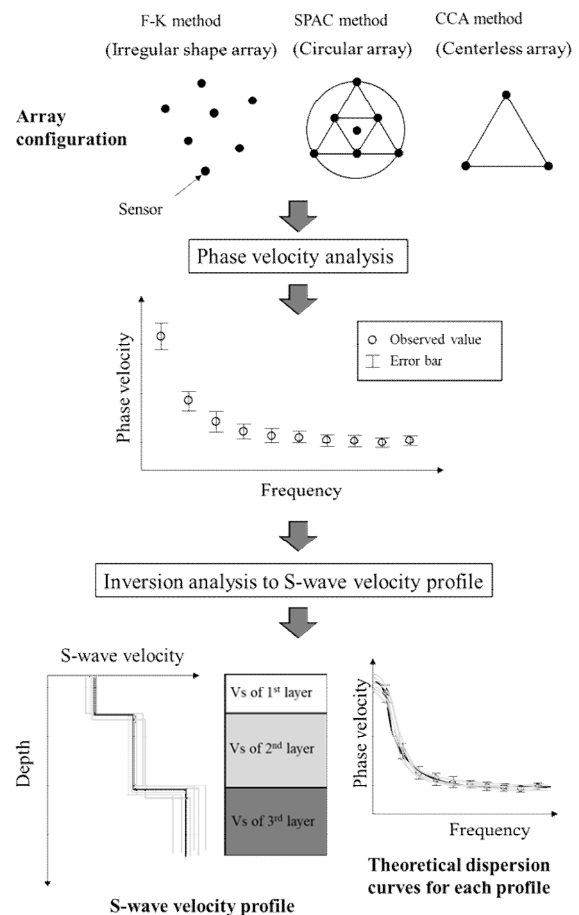 F-K method
SPAC method
CCA method
(Irregular shape array)
(Circular array)
(Centerless array)
Array
configuration
Sensor
Phase velocity analysis
Phase velocity
Observed value
Error bar
Frequency
Inversion analysis to S-wave velocity profile
S-wave velocity
Depth
Vs of 1st layer
Vs of 2nd layer
Vs of 3rd layer
S-wave velocity profile
Phase velocity
Frequency
Theoretical dispersion
curves for each profile